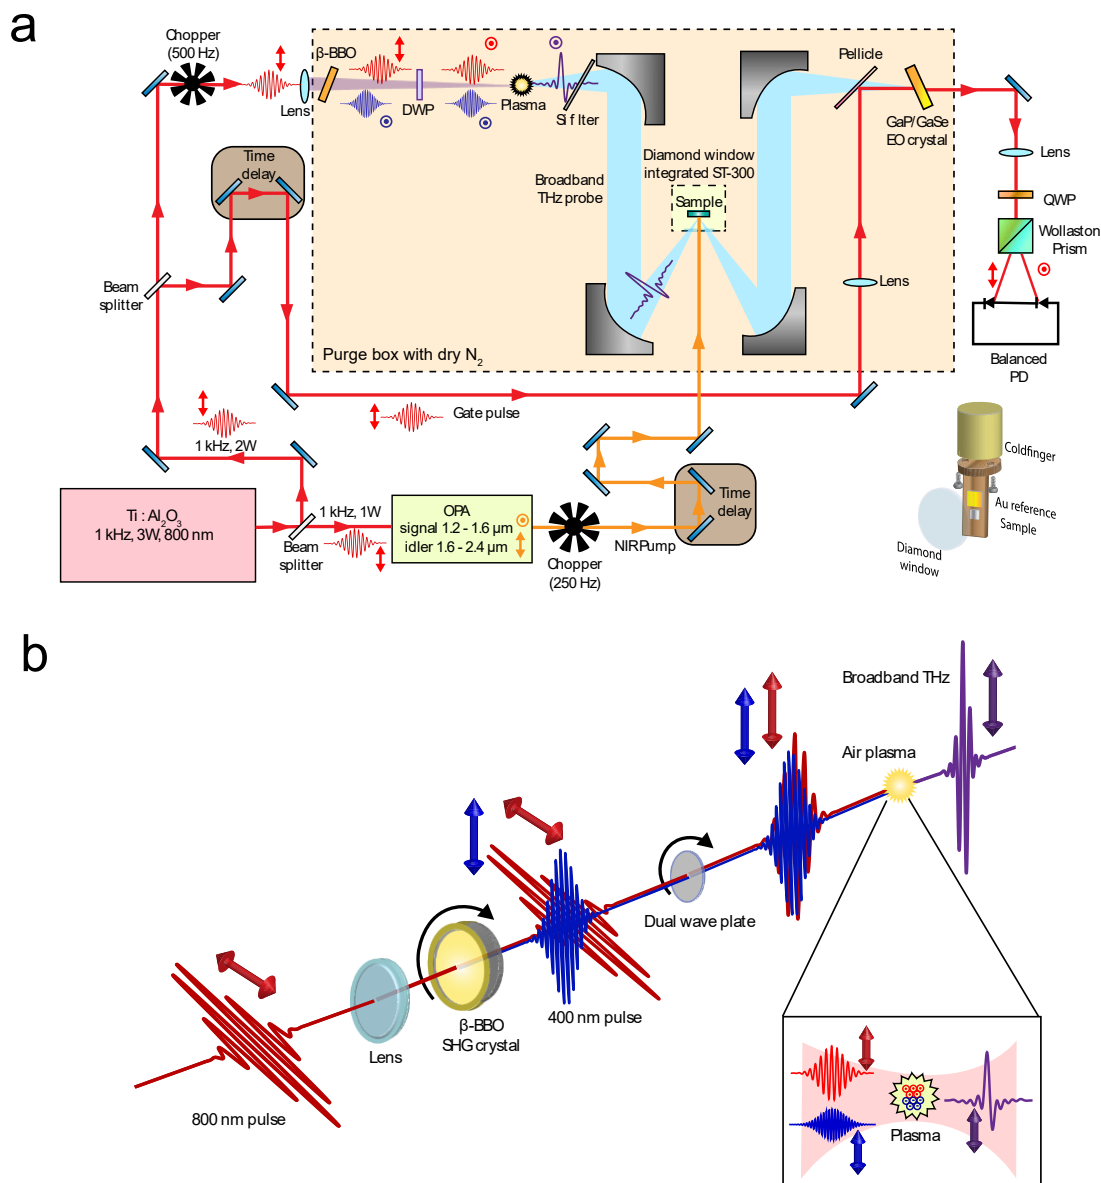 a
Chopper
(500 Hz)
β-BBO
Lens
DWP
Plasma
Si f lter
Pellicle
GaP/GaSe
EO crystal
Time
delay
Broadband
THz probe
Diamond window
integrated ST-300
Sample
Lens
QWP
Wollaston
Prism
Beam
splitter
Lens
Purge box with dry N2
Balanced
PD
Gate pulse
1 kHz, 2W
Coldfinger
Au reference
Sample
Diamond
window
Ti : Al2O3
1 kHz, 3W, 800 nm
Beam
splitter
1 kHz, 1W
OPA
signal 1.2 - 1.6 μm
idler 1.6 - 2.4 μm
Chopper
(250 Hz)
NIR Pump
Time
delay
b
Broadband THz
Air plasma
Dual wave plate
400 nm pulse
β-BBO
SHG crystal
Lens
800 nm pulse
Plasma